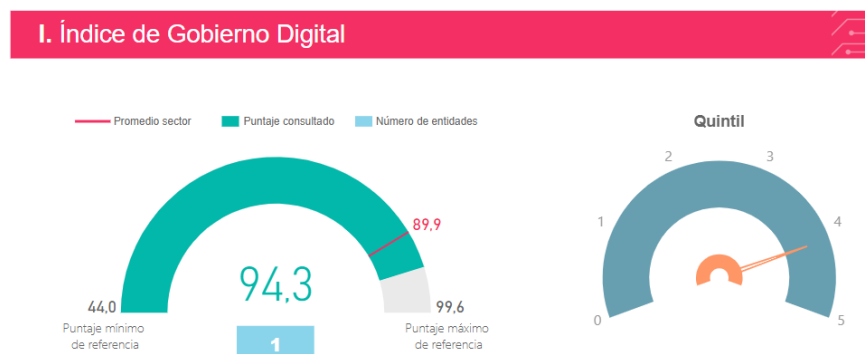 I. Índice de Gobierno Digital
Promedio sector
Puntaje consultado
Número de entidades
89,9
94,3
44,0
99,6
Puntaje mínimo
de referencia
Puntaje máximo
de referencia
1
Quintil
0
1
2
3
4
5